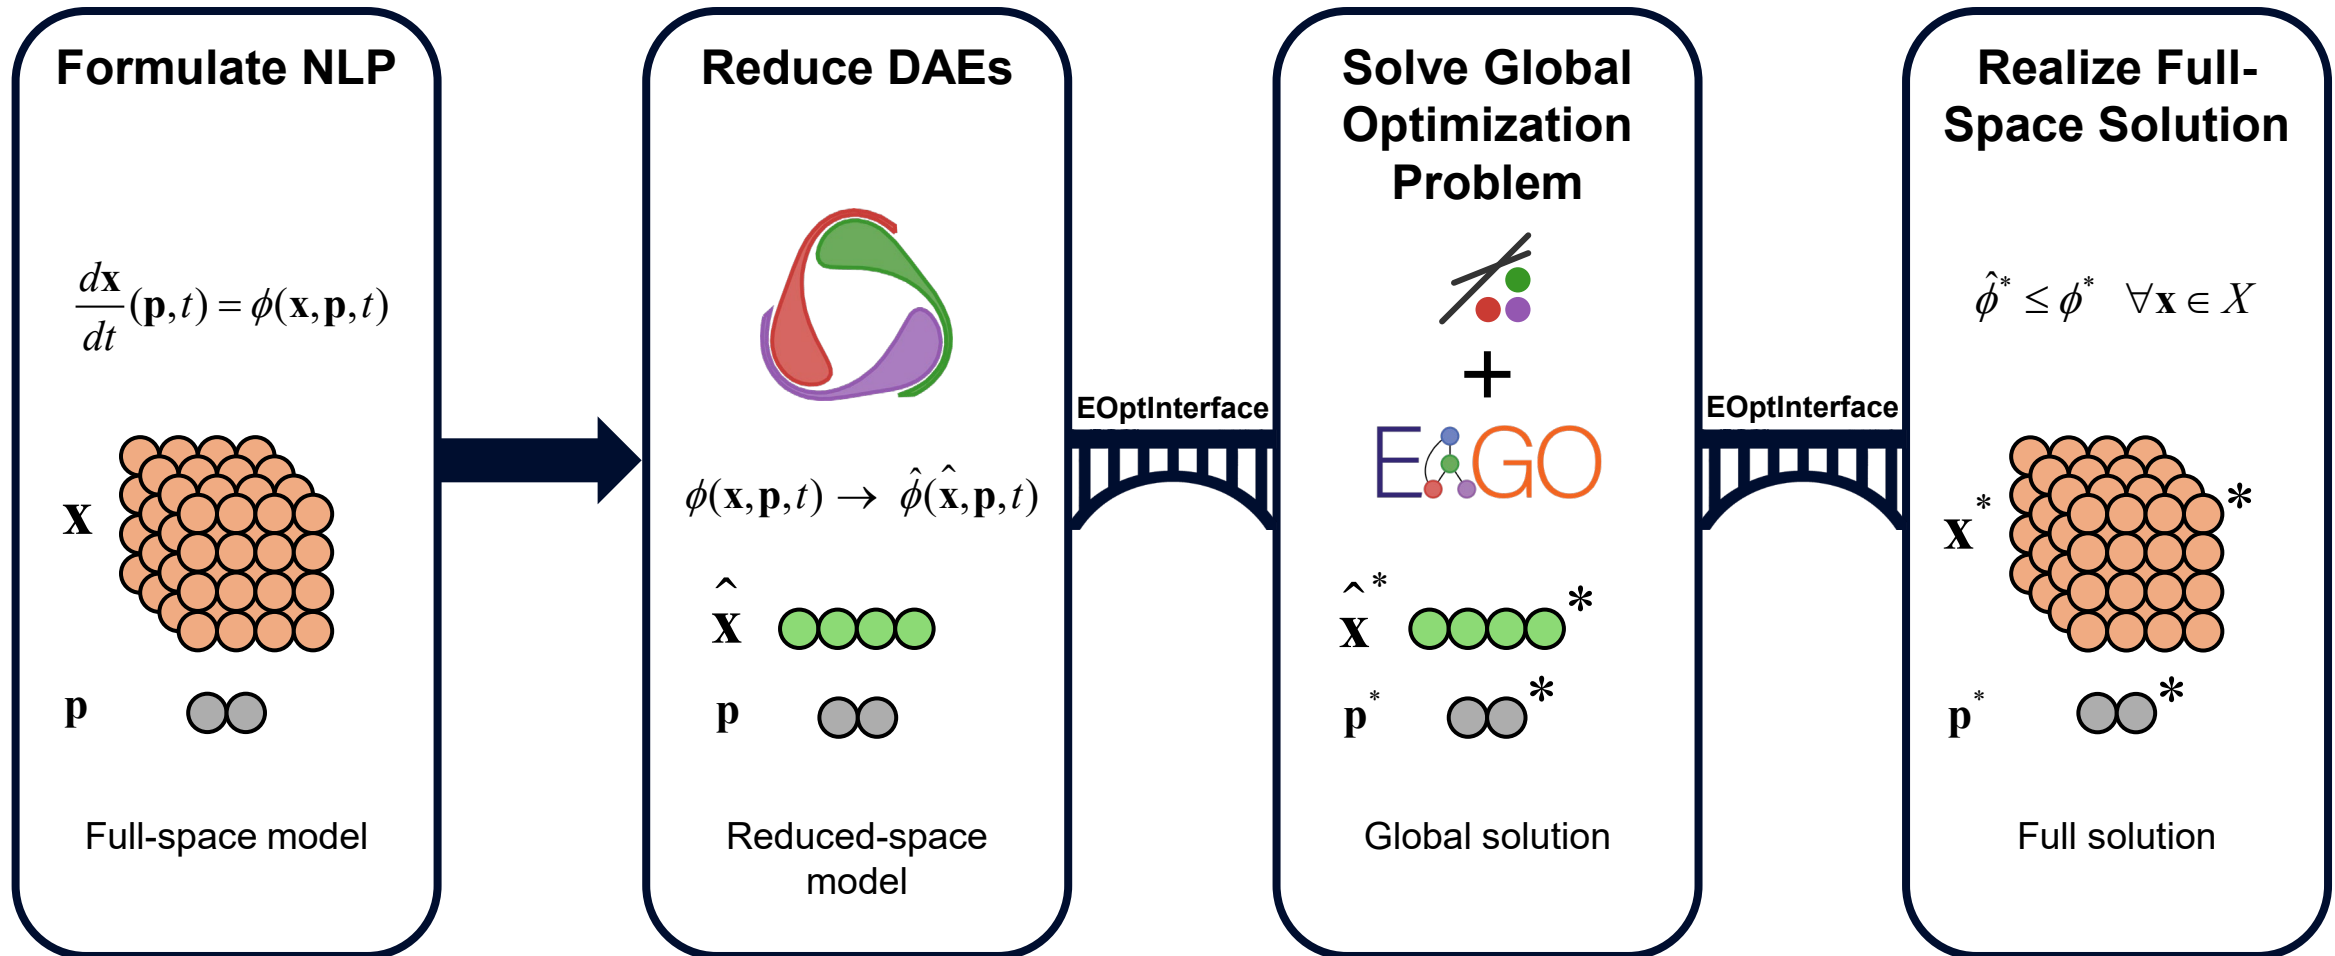 Formulate NLP
dx/dt (p,t) = ϕ(x,p,t)
x
p
Full-space model
Reduce DAEs
ϕ(x,p,t) → ϕ̂(x̂,p,t)
x̂
p
Reduced-space
model
EOptInterface
Solve Global
Optimization
Problem
+
EAGO
x̂* *
p* *
Global solution
EOptInterface
Realize Full-
Space Solution
ϕ̂* ≤ ϕ* ∀x ∈ X
x* *
p* *
Full solution